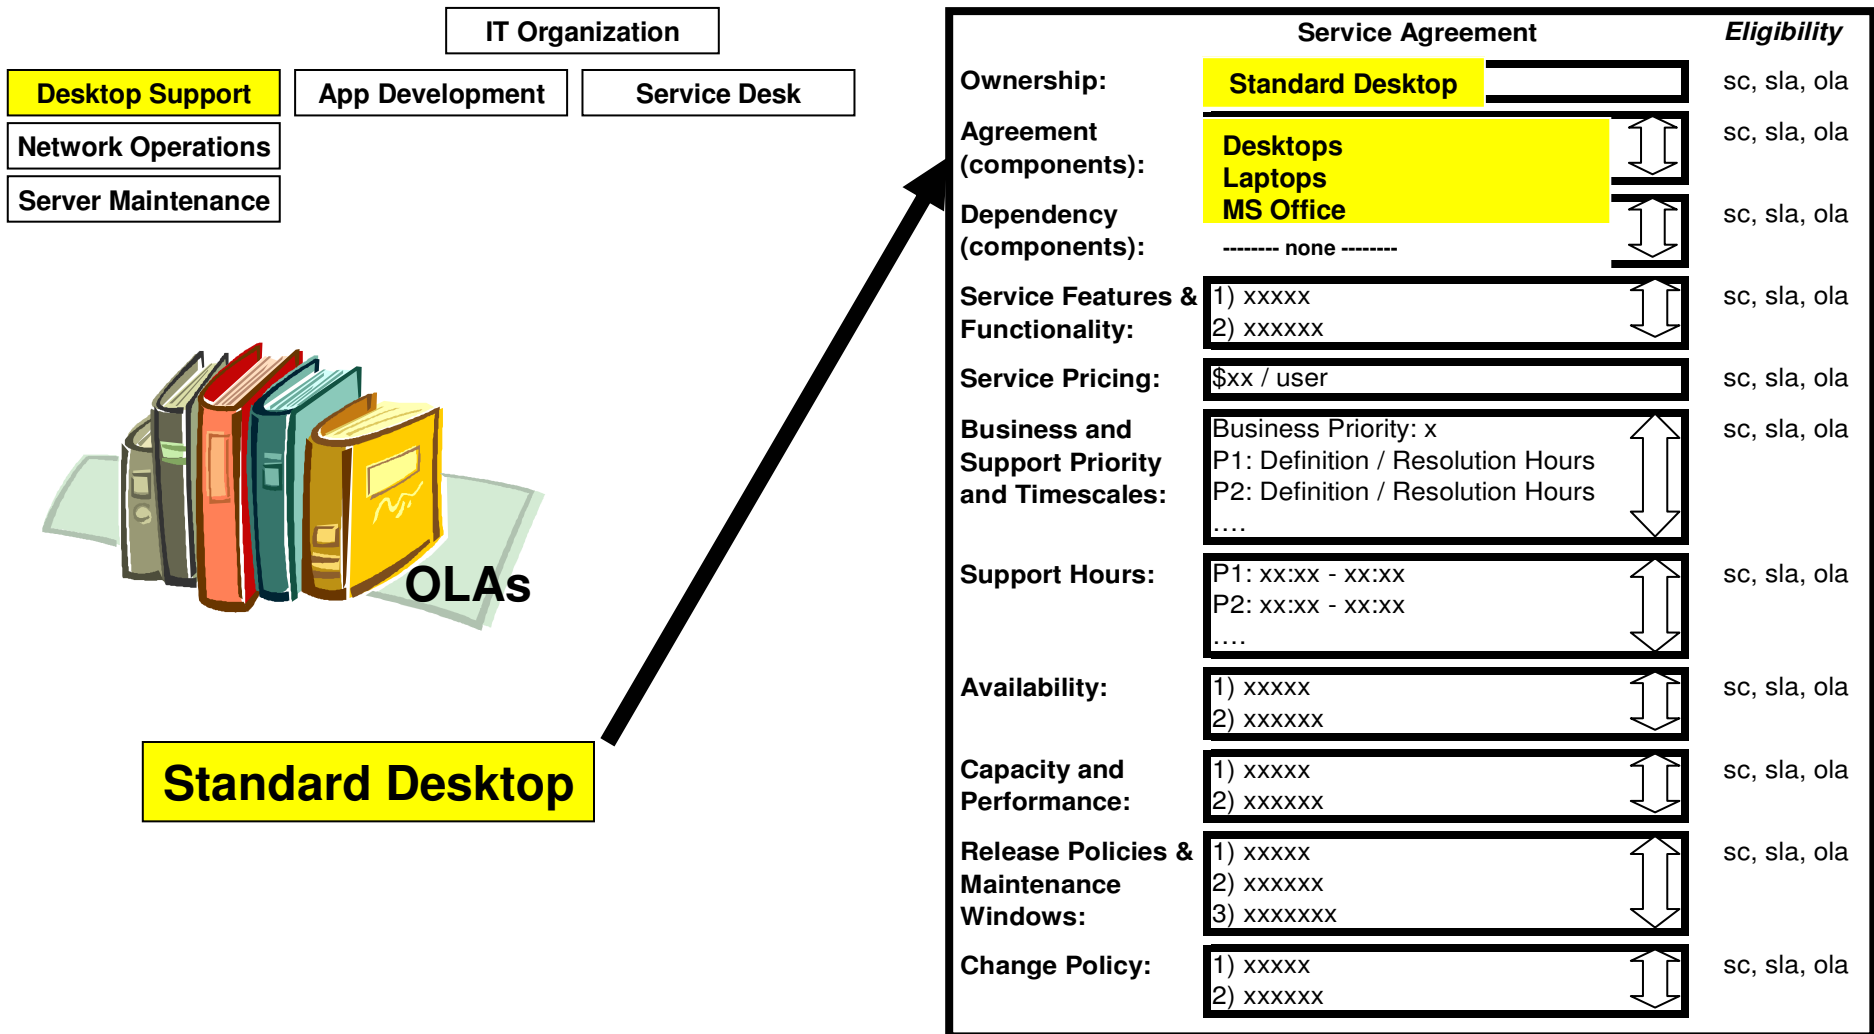 IT Organization
Desktop Support
App Development
Service Desk
Network Operations
Server Maintenance
OLAs
Standard Desktop
Service Agreement
Eligibility
Ownership:
Standard Desktop
sc, sla, ola
Agreement
(components):
Desktops
Laptops
MS Office
sc, sla, ola
Dependency
(components):
-------- none --------
sc, sla, ola
Service Features &
Functionality:
1) xxxxx
2) xxxxxx
sc, sla, ola
Service Pricing:
$xx / user
sc, sla, ola
Business and
Support Priority
and Timescales:
Business Priority: x
P1: Definition / Resolution Hours
P2: Definition / Resolution Hours
....
sc, sla, ola
Support Hours:
P1: xx:xx - xx:xx
P2: xx:xx - xx:xx
....
sc, sla, ola
Availability:
1) xxxxx
2) xxxxxx
sc, sla, ola
Capacity and
Performance:
1) xxxxx
2) xxxxxx
sc, sla, ola
Release Policies &
Maintenance
Windows:
1) xxxxx
2) xxxxxx
3) xxxxxxx
sc, sla, ola
Change Policy:
1) xxxxx
2) xxxxxx
sc, sla, ola